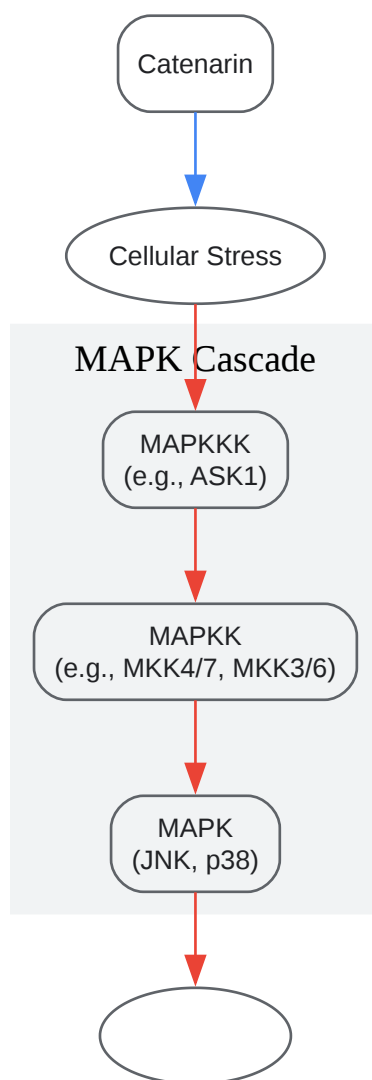 Catenarin
Cellular Stress
MAPK Cascade
MAPKKK
(e.g., ASK1)
MAPKK
(e.g., MKK4/7, MKK3/6)
MAPK
(JNK, p38)